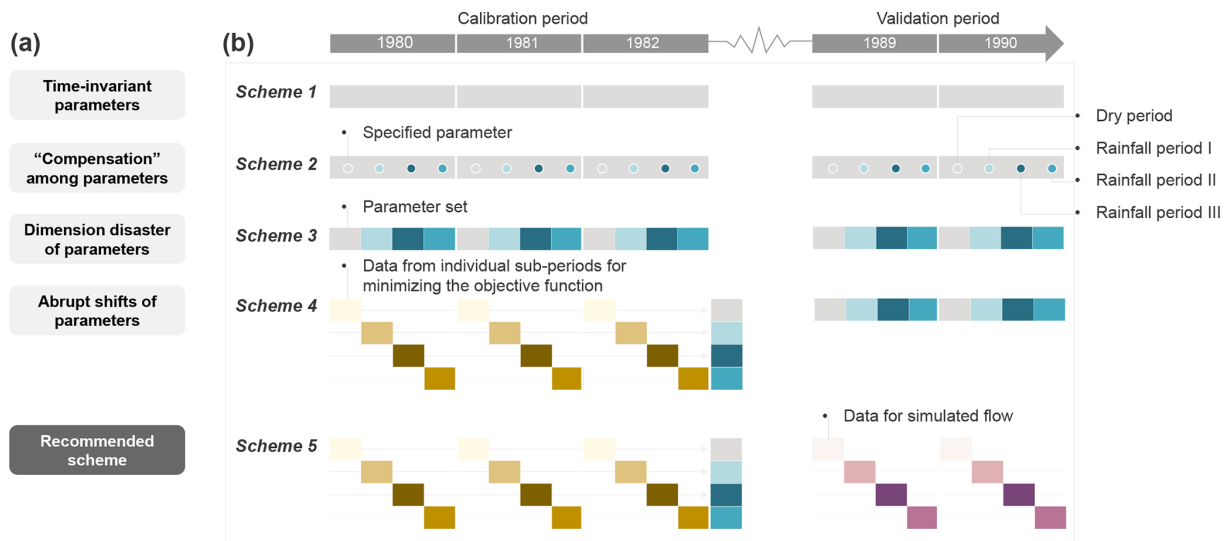 (a)
Time-invariant
parameters
“Compensation”
among parameters
Dimension disaster
of parameters
Abrupt shifts of
parameters
Recommended
scheme
(b)
Calibration period
Validation period
1980
1981
1982
1989
1990
Scheme 1
• Specified parameter
Scheme 2
• Dry period
• Rainfall period I
• Rainfall period II
• Rainfall period III
• Parameter set
Scheme 3
• Data from individual sub-periods for
minimizing the objective function
Scheme 4
• Data for simulated flow
Scheme 5